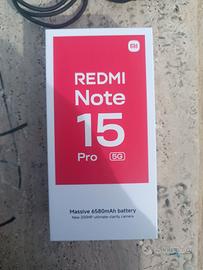 mi
REDMI
Note
15
Pro 5G
Massive 6580mAh battery
New 200MP ultimate-clarity camera